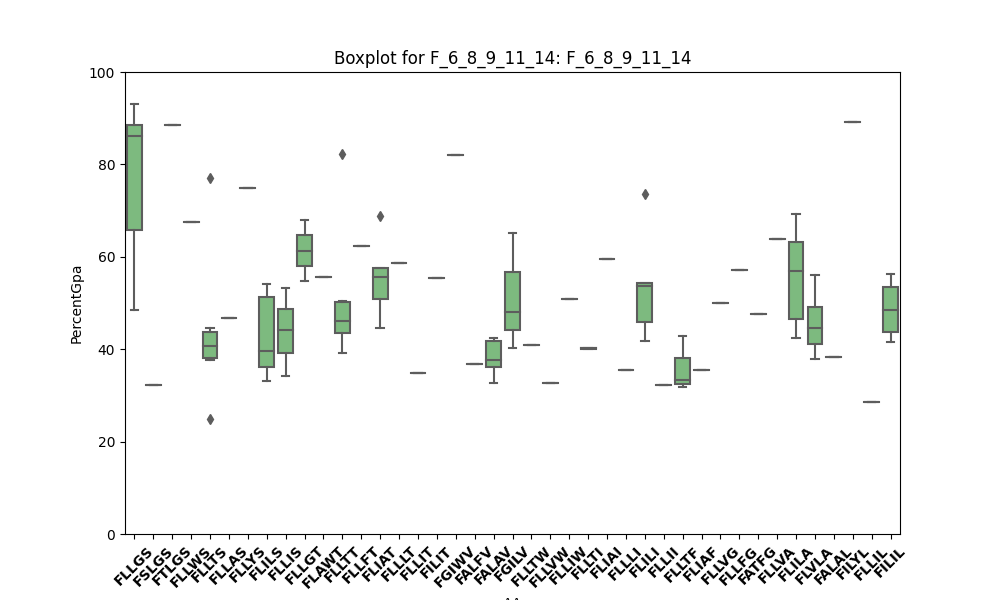 Boxplot for F_6_8_9_11_14: F_6_8_9_11_14
100
80
60
40
20
0
PercentGpa
FLLGS
FSLGS
FTLGS
FLLWS
FLLTS
FLLAS
FLLYS
FLILS
FLLIS
FLLGT
FLAWT
FLLTT
FLLFT
FLIAT
FLLLT
FLLIT
FILIT
FGIWV
FALFV
FALAV
FGILV
FLLTW
FLLVW
FLLIW
FLLTI
FLIAI
FLLLI
FLILI
FLLII
FLLTF
FLIAF
FLLVG
FLLFG
FATFG
FLLVA
FLILA
FLVLA
FALAL
FILYL
FLLIL
FILIL